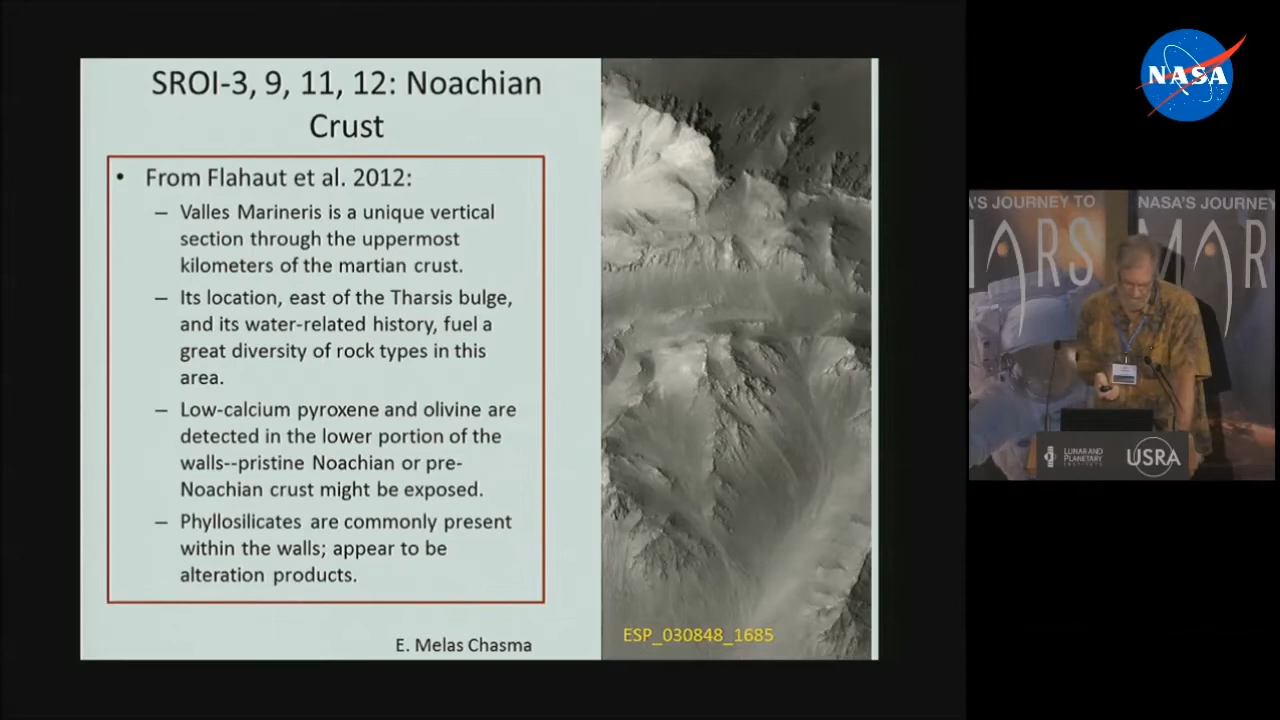 SROI-3, 9, 11, 12: Noachian
Crust
• From Flahaut et al. 2012:
– Valles Marineris is a unique vertical
section through the uppermost
kilometers of the martian crust.
– Its location, east of the Tharsis bulge,
and its water-related history, fuel a
great diversity of rock types in this
area.
– Low-calcium pyroxene and olivine are
detected in the lower portion of the
walls--pristine Noachian or pre-
Noachian crust might be exposed.
– Phyllosilicates are commonly present
within the walls; appear to be
alteration products.
E. Melas Chasma
ESP_030848_1685
NASA
A'S JOURNEY TO
MARS
NASA'S JOURNEY
MAR
LUNAR AND
PLANETARY
INSTITUTE
USRA